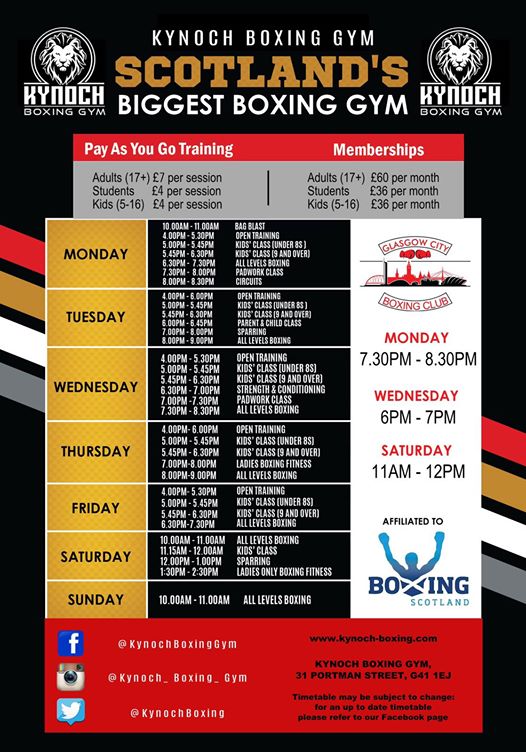 KYNOCH BOXING GYM
SCOTLAND'S
BIGGEST BOXING GYM
KYNOCH
BOXING GYM
KYNOCH
BOXING GYM
Pay As You Go Training
Adults (17+) £7 per session
Students £4 per session
Kids (5-16) £4 per session
Memberships
Adults (17+) £60 per month
Students £36 per month
Kids (5-16) £36 per month
MONDAY
10.00AM - 11.00AM BAG BLAST
4.00PM - 5.30PM OPEN TRAINING
5.00PM - 5.45PM KIDS' CLASS (UNDER 8S)
5.45PM - 6.30PM KIDS' CLASS (9 AND OVER)
6.30PM - 7.30PM ALL LEVELS BOXING
7.30PM - 8.00PM PADWORK CLASS
8.00PM - 8.30PM CIRCUITS
TUESDAY
4.00PM - 6.00PM OPEN TRAINING
5.00PM - 5.45PM KIDS' CLASS (UNDER 8S )
5.45PM - 6.30PM KIDS' CLASS (9 AND OVER)
6.00PM - 6.45PM PARENT & CHILD CLASS
7.00PM - 8.00PM SPARRING
8.00PM - 9.00PM ALL LEVELS BOXING
WEDNESDAY
4.00PM - 5.30PM OPEN TRAINING
5.00PM - 5.45PM KIDS' CLASS (UNDER 8S)
5.45PM - 6.30PM KIDS' CLASS (9 AND OVER)
6.30PM - 7.00PM STRENGTH & CONDITIONING
7.00PM -7.30PM PADWORK CLASS
7.30PM - 8.30PM ALL LEVELS BOXING
THURSDAY
4.00PM- 6.00PM OPEN TRAINING
5.00PM - 5.45PM KIDS' CLASS (UNDER 8S)
5.45PM - 6.30PM KIDS' CLASS (9 AND OVER)
7.00PM-8.00PM LADIES BOXING FITNESS
8.00PM-9.00PM ALL LEVELS BOXING
FRIDAY
4.00PM- 5.30PM OPEN TRAINING
5.00PM - 5.45PM KIDS' CLASS (UNDER 8S)
5.45PM - 6.30PM KIDS' CLASS (9 AND OVER)
6.30PM-7.30PM ALL LEVELS BOXING
SATURDAY
10.00AM - 11.00AM ALL LEVELS BOXING
11.15AM - 12.00AM KIDS' CLASS
12.00PM - 1.00PM SPARRING
1:30PM - 2:30PM LADIES ONLY BOXING FITNESS
SUNDAY
10.00AM - 11.00AM ALL LEVELS BOXING
GLASGOW CITY
BOXING CLUB
MONDAY
7.30PM - 8.30PM
WEDNESDAY
6PM - 7PM
SATURDAY
11AM - 12PM
AFFILIATED TO
BOXING
SCOTLAND
@KynochBoxingGym
@Kynoch_ Boxing_ Gym
@KynochBoxing
www.kynoch-boxing.com
KYNOCH BOXING GYM,
31 PORTMAN STREET, G41 1EJ
Timetable may be subject to change:
for an up to date timetable
please refer to our Facebook page